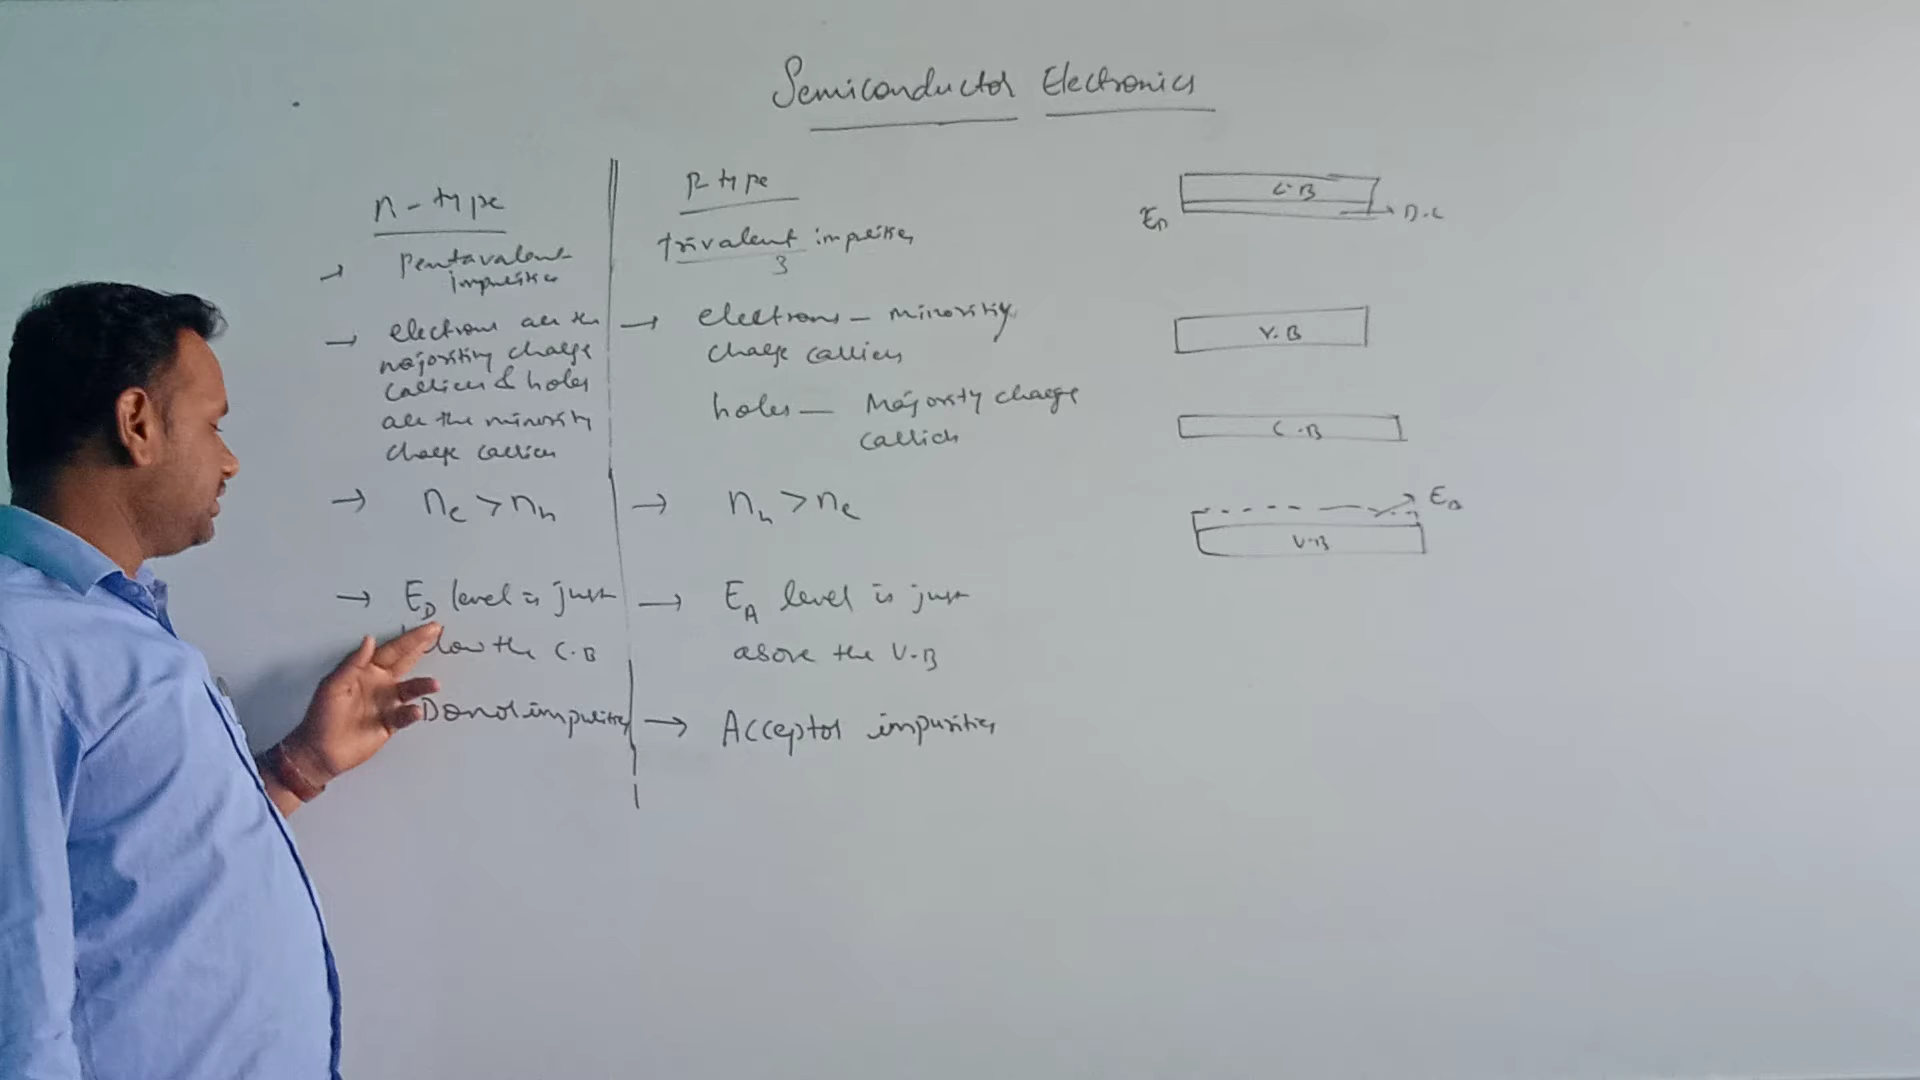 Semiconductor Electronics
n-type
→ Pentavalent
impurities
→ electrons are the
majority charge
carriers & holes
are the minority
charge carriers
→ ne > nh
→ ED level is just
below the C.B
Donor impurities
P-type
trivalent impurities
3
→ electrons – minority
charge carriers
holes – Majority charge
carriers
→ nh > ne
→ EA level is just
above the V-B
→ Acceptor impurities
C-B
ED
V.B
C-B
V-B